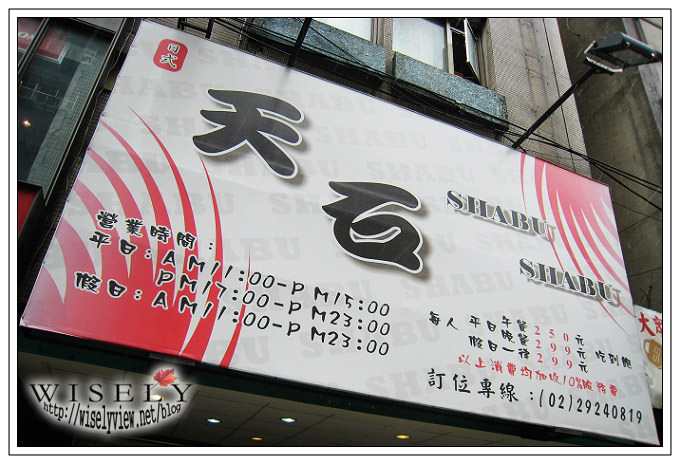 日式
天石
SHABU
SHABU
營業時間：
平日：AM11:00-PM15:00
PM17:00-PM23:00
假日：AM11:00-PM23:00
每人 平日午餐 250元
平日晚餐 299元 吃到飽
假日一律 299元
以上消費均加收10%服務費
訂位專線：(02)29240819
WISELY
http://wiselyview.net/blog